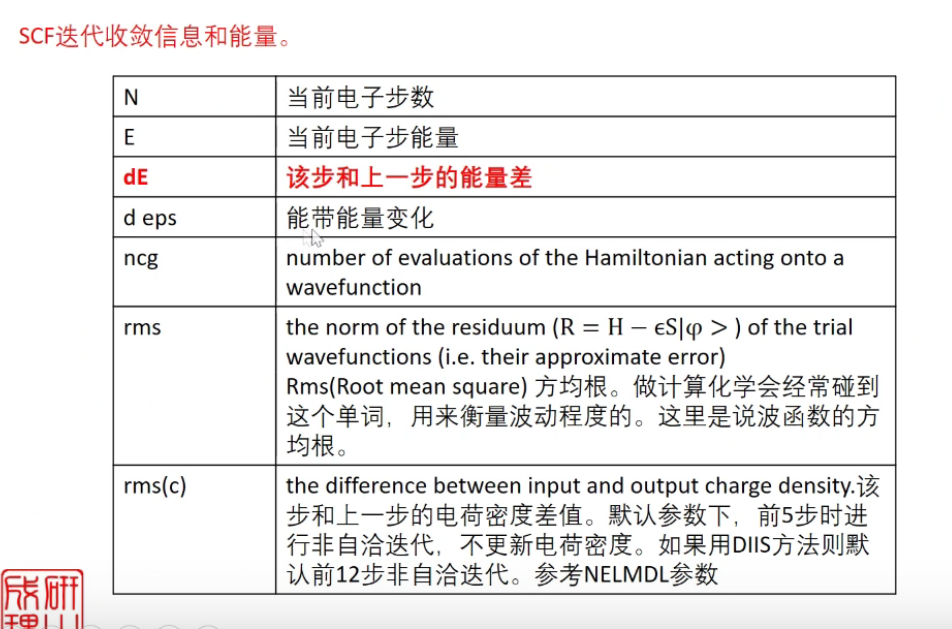 SCF迭代收敛信息和能量。
N 当前电子步数
E 当前电子步能量
dE 该步和上一步的能量差
d eps 能带能量变化
ncg number of evaluations of the Hamiltonian acting onto a
wavefunction
rms the norm of the residuum (R = H − ϵS|φ > ) of the trial
wavefunctions (i.e. their approximate error)
Rms(Root mean square) 方均根。做计算化学会经常碰到
这个单词，用来衡量波动程度的。这里是说波函数的方
均根。
rms(c) the difference between input and output charge density.该
步和上一步的电荷密度差值。默认参数下，前5步时进
行非自洽迭代，不更新电荷密度。如果用DIIS方法则默
认前12步非自洽迭代。参考NELMDL参数